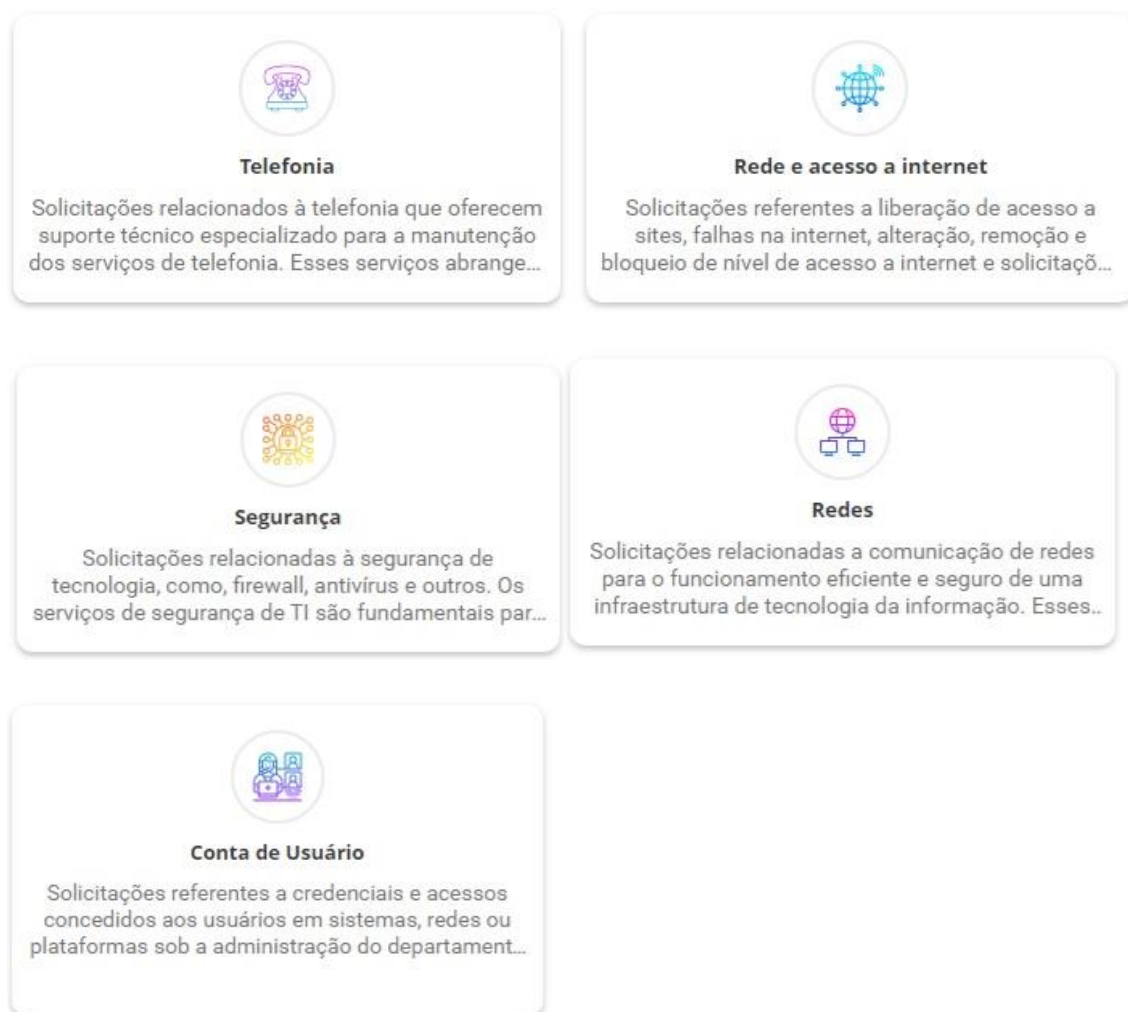 Telefonia
Solicitações relacionados à telefonia que oferecem
suporte técnico especializado para a manutenção
dos serviços de telefonia. Esses serviços abrange...
Rede e acesso a internet
Solicitações referentes a liberação de acesso a
sites, falhas na internet, alteração, remoção e
bloqueio de nível de acesso a internet e solicitaçõ...
Segurança
Solicitações relacionadas à segurança de
tecnologia, como, firewall, antivírus e outros. Os
serviços de segurança de TI são fundamentais par...
Redes
Solicitações relacionadas a comunicação de redes
para o funcionamento eficiente e seguro de uma
infraestrutura de tecnologia da informação. Esses..
Conta de Usuário
Solicitações referentes a credenciais e acessos
concedidos aos usuários em sistemas, redes ou
plataformas sob a administração do departament...